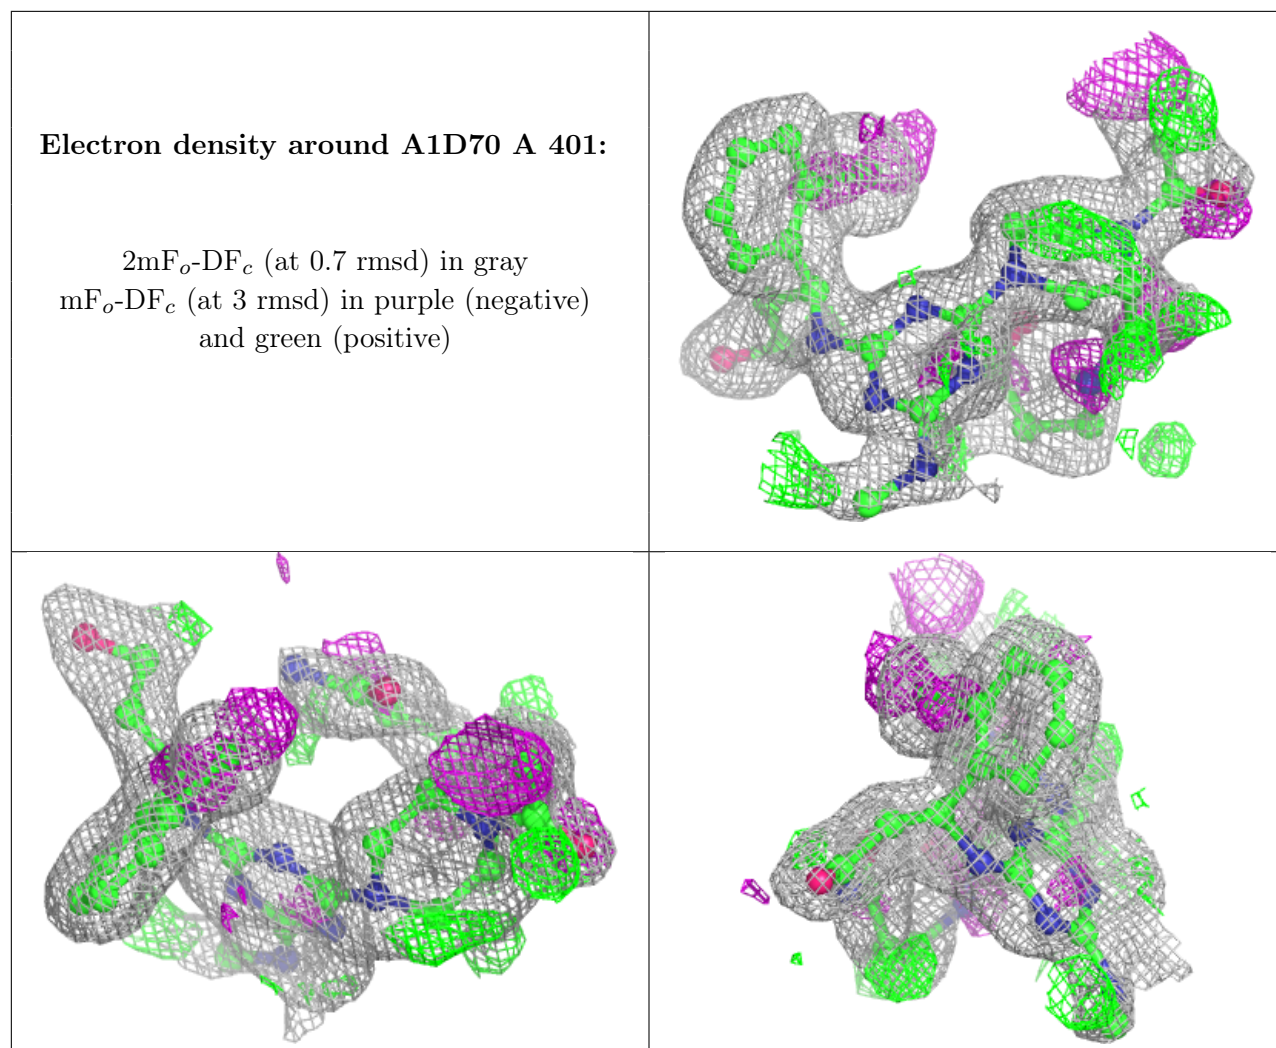 Electron density around A1D70 A 401:
2mFo-DFc (at 0.7 rmsd) in gray
mFo-DFc (at 3 rmsd) in purple (negative)
and green (positive)